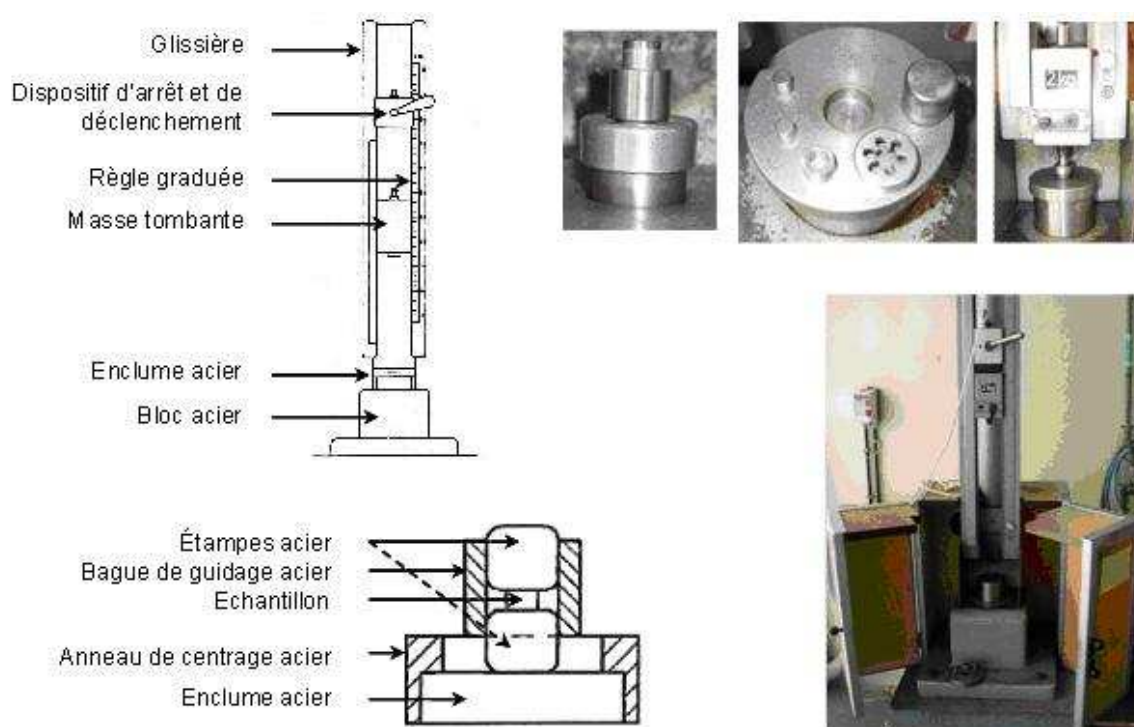 Glissière
Dispositif d'arrêt et de
déclenchement
Règle graduée
Masse tombante
Enclume acier
Bloc acier
Étampes acier
Bague de guidage acier
Echantillon
Anneau de centrage acier
Enclume acier